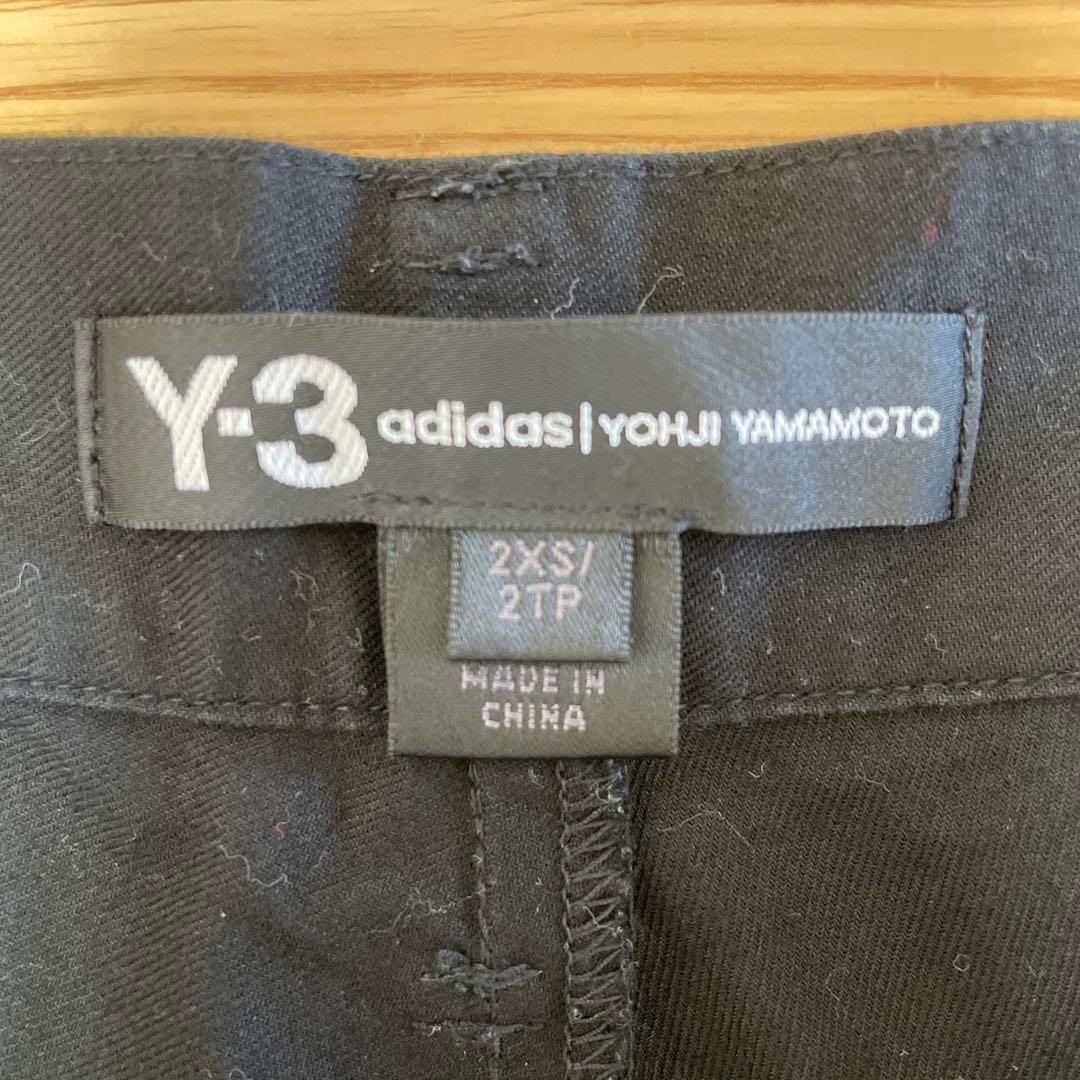 Y-3 adidas | YOHJI YAMAMOTO
2XS/
2TP
MADE IN
CHINA